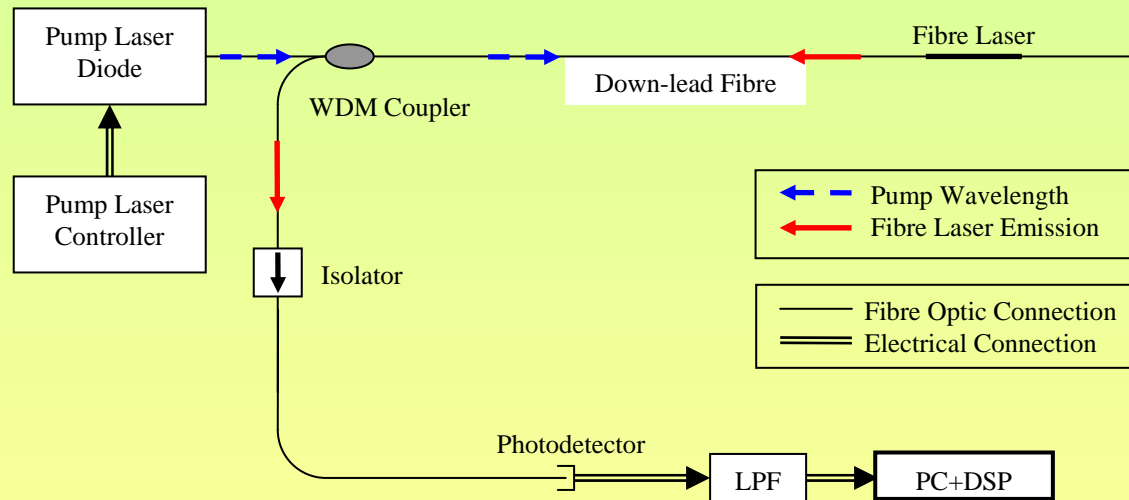 Pump Laser
Diode
Fibre Laser
Down-lead Fibre
WDM Coupler
Pump Laser
Controller
Pump Wavelength
Fibre Laser Emission
Isolator
Fibre Optic Connection
Electrical Connection
Photodetector
LPF
PC+DSP